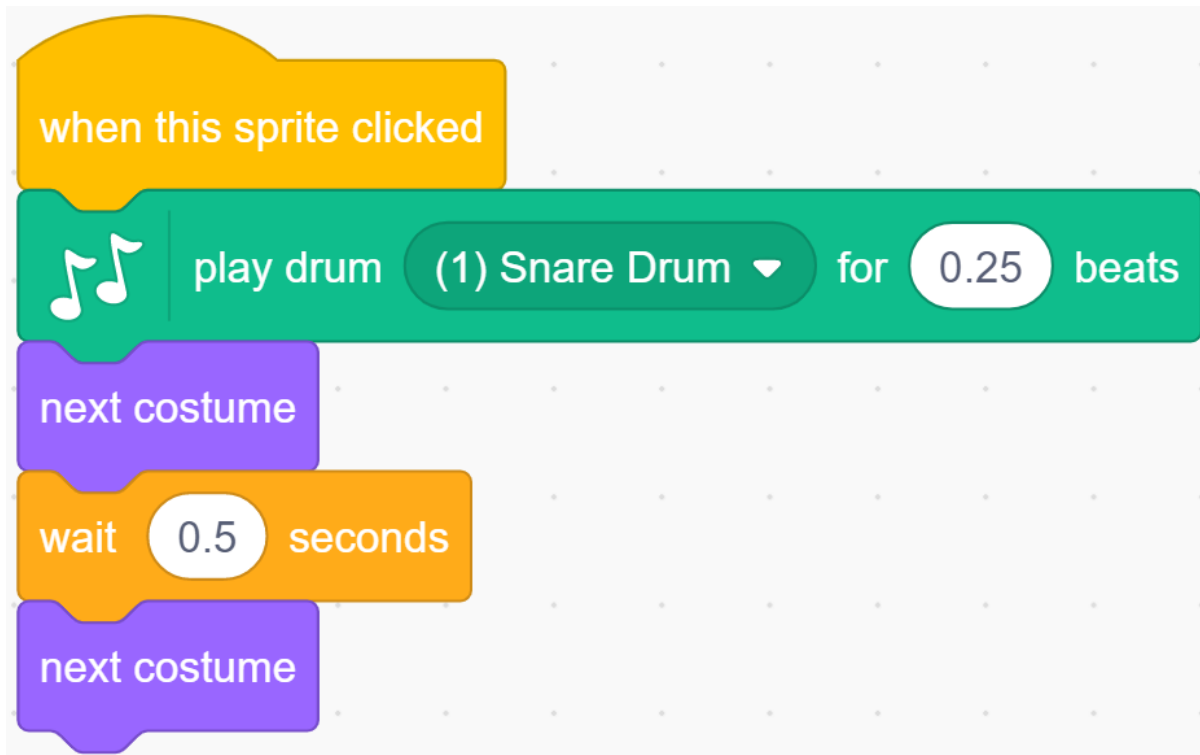 when this sprite clicked
play drum (1) Snare Drum for 0.25 beats
next costume
wait 0.5 seconds
next costume